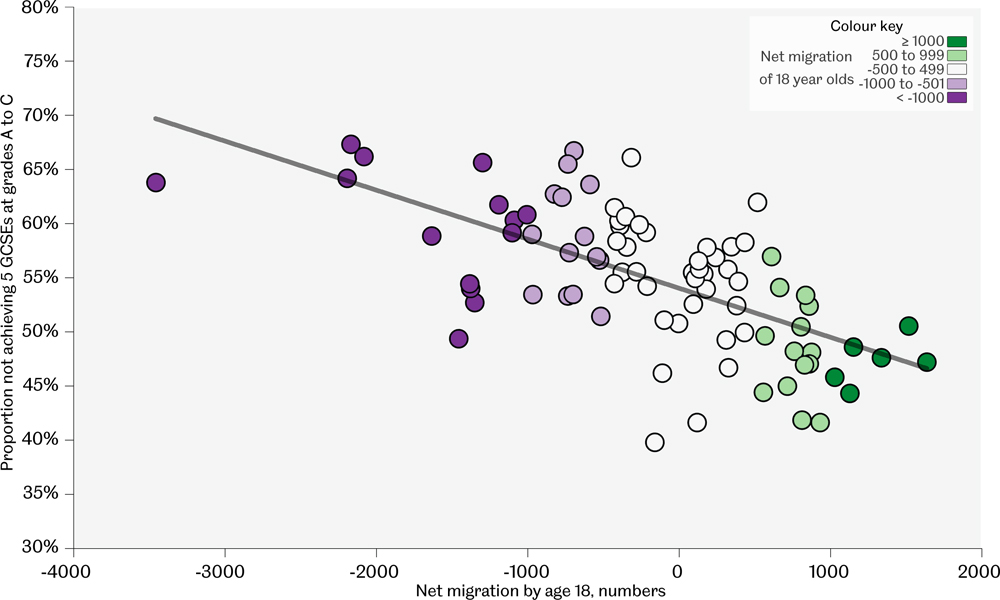 80%
75%
70%
65%
60%
55%
50%
45%
40%
35%
30%
Proportion not achieving 5 GCSEs at grades A to C
Colour key
Net migration
of 18 year olds
≥ 1000
500 to 999
-500 to 499
-1000 to -501
< -1000
-4000 -3000 -2000 -1000 0 1000 2000
Net migration by age 18, numbers